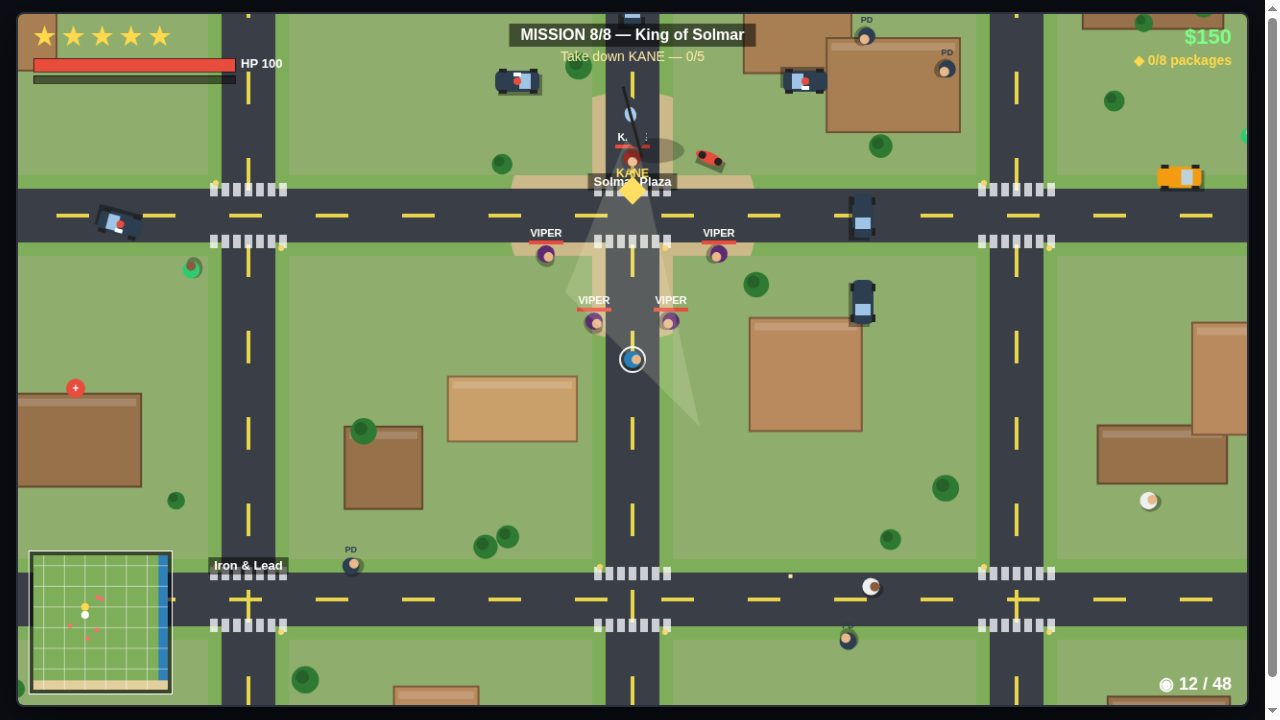 MISSION 8/8 — King of Solmar
Take down KANE — 0/5
HP 100
$150
◆ 0/8 packages
PD
PD
KANE
Solmar Plaza
VIPER
VIPER
VIPER
VIPER
PD
Iron & Lead
12 / 48